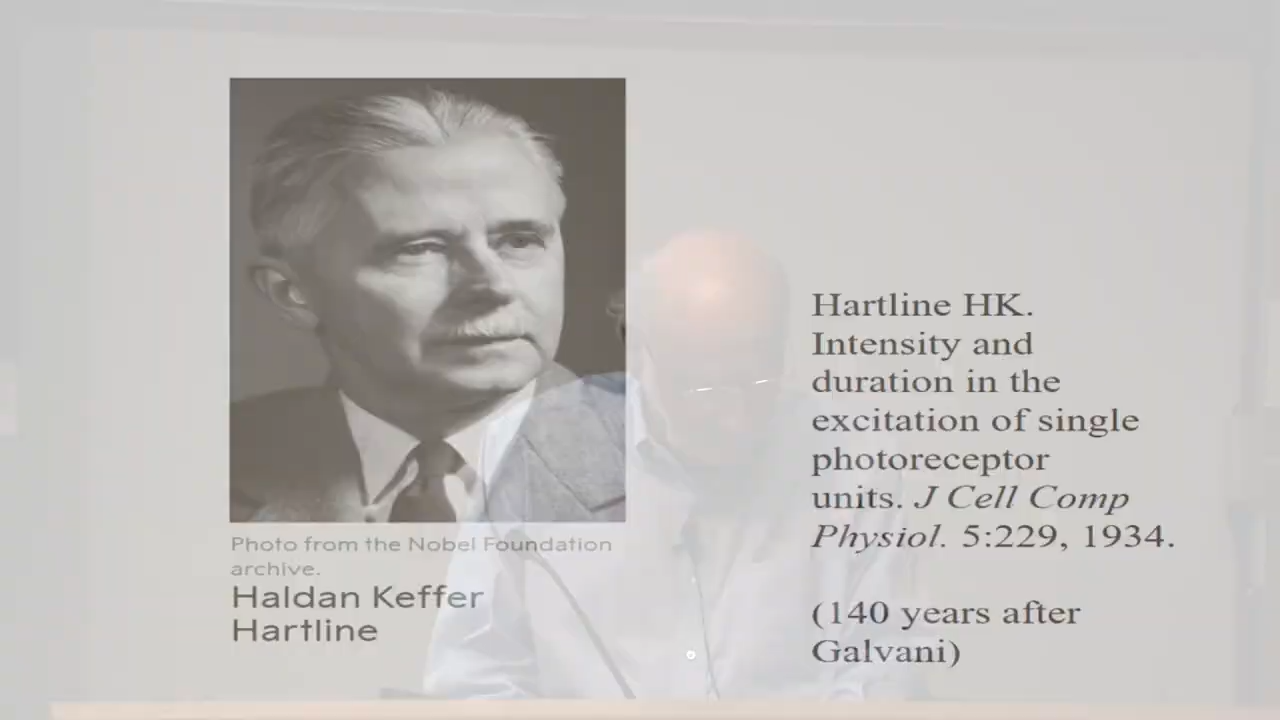 Photo from the Nobel Foundation
archive.
Haldan Keffer
Hartline
Hartline HK.
Intensity and
duration in the
excitation of single
photoreceptor
units. J Cell Comp
Physiol. 5:229, 1934.
(140 years after
Galvani)